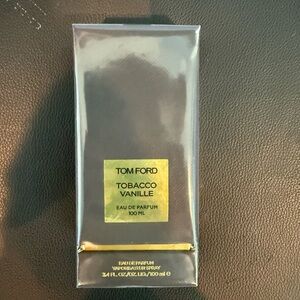 TOM FORD
TOBACCO
VANILLE
EAU DE PARFUM
100 ML
EAU DE PARFUM
VAPORISATEUR SPRAY
3.4 FL.OZ./OZ.LIQ./100 ml e